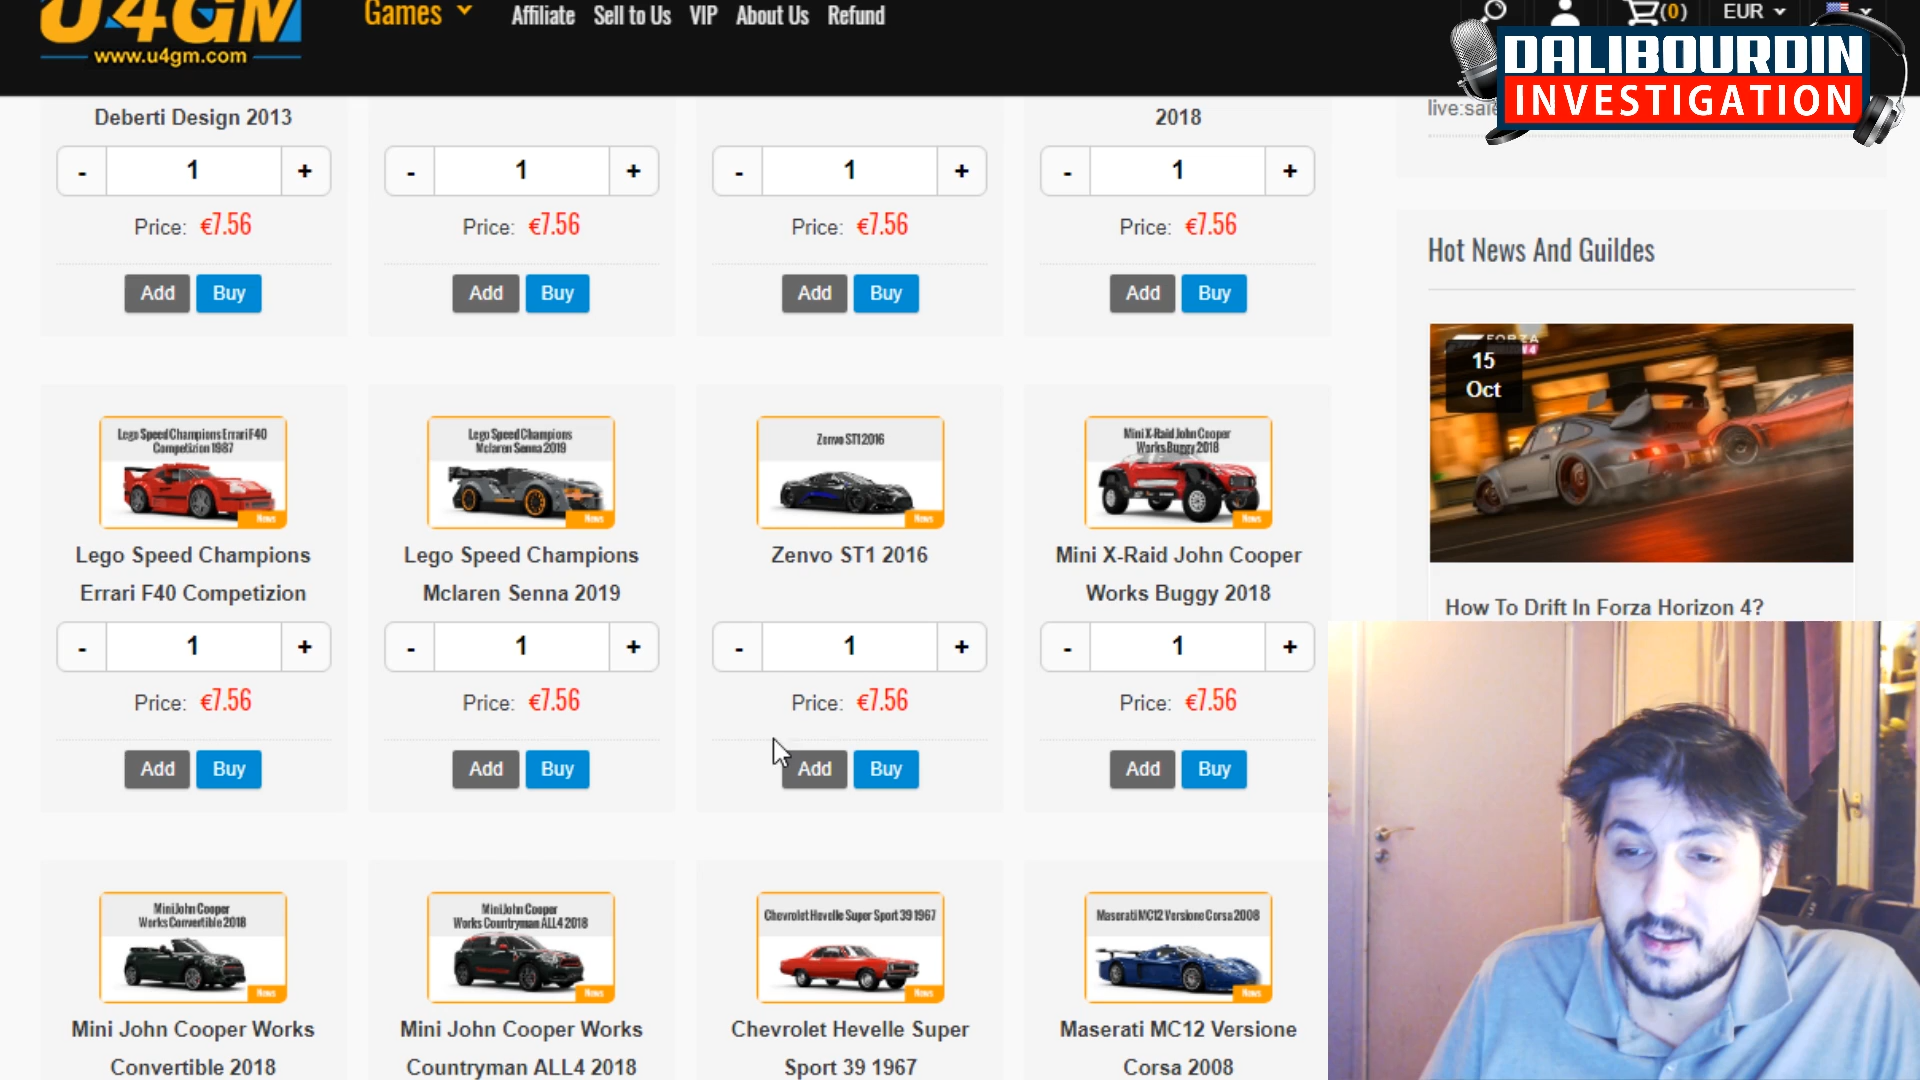 U4GM
www.u4gm.com
Games
Affiliate
Sell to Us
VIP
About Us
Refund
(0)
EUR
DALIBOURDIN
INVESTIGATION
Deberti Design 2013
2018
- 1 +
- 1 +
- 1 +
- 1 +
Price: €7.56
Price: €7.56
Price: €7.56
Price: €7.56
Add Buy
Add Buy
Add Buy
Add Buy
Lego Speed Champions Errari F40
Competizion 1987
News
Lego Speed Champions
Mclaren Senna 2019
News
Zenvo ST1 2016
News
Mini X-Raid John Cooper
Works Buggy 2018
News
Lego Speed Champions
Errari F40 Competizion
Lego Speed Champions
Mclaren Senna 2019
Zenvo ST1 2016
Mini X-Raid John Cooper
Works Buggy 2018
- 1 +
- 1 +
- 1 +
- 1 +
Price: €7.56
Price: €7.56
Price: €7.56
Price: €7.56
Add Buy
Add Buy
Add Buy
Add Buy
Mini John Cooper
Works Convertible 2018
News
Mini John Cooper
Works Countryman ALL4 2018
News
Chevrolet Hevelle Super Sport 39 1967
News
Maserati MC12 Versione Corsa 2008
News
Mini John Cooper Works
Convertible 2018
Mini John Cooper Works
Countryman ALL4 2018
Chevrolet Hevelle Super
Sport 39 1967
Maserati MC12 Versione
Corsa 2008
Hot News And Guildes
FORZA
15
Oct
How To Drift In Forza Horizon 4?